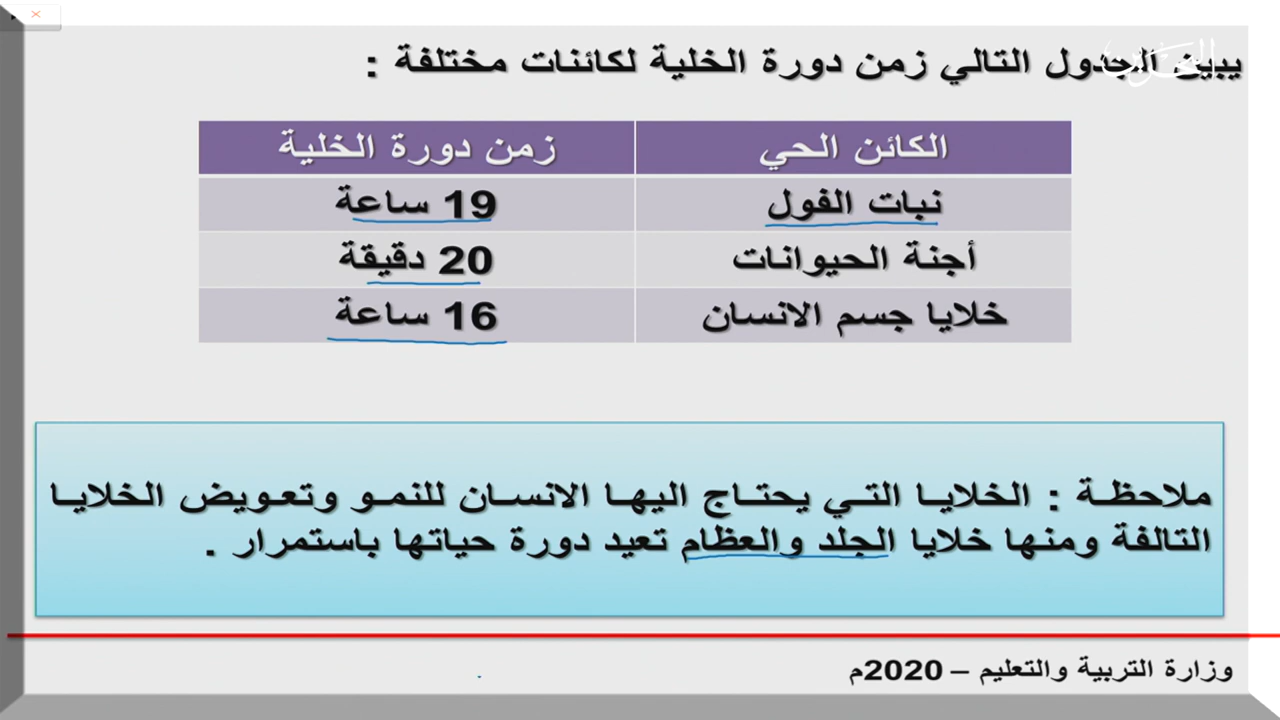 يبين الجدول التالي زمن دورة الخلية لكائنات مختلفة :
الكائن الحي زمن دورة الخلية
نبات الفول 19 ساعة
أجنة الحيوانات 20 دقيقة
خلايا جسم الانسان 16 ساعة
ملاحظة : الخلايا التي يحتاج اليها الانسان للنمو وتعويض الخلايا
التالفة ومنها خلايا الجلد والعظام تعيد دورة حياتها باستمرار .
وزارة التربية والتعليم – 2020م